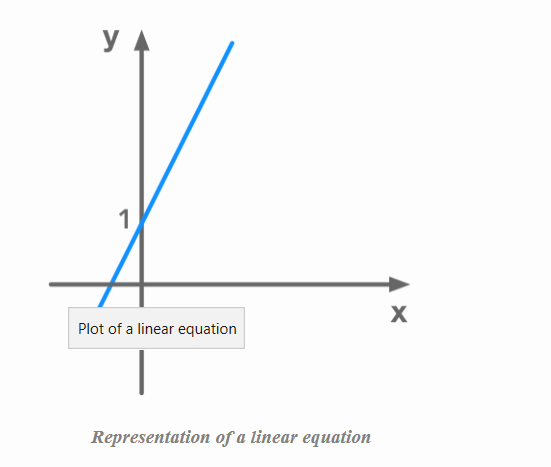 y
1
x
Plot of a linear equation
Representation of a linear equation